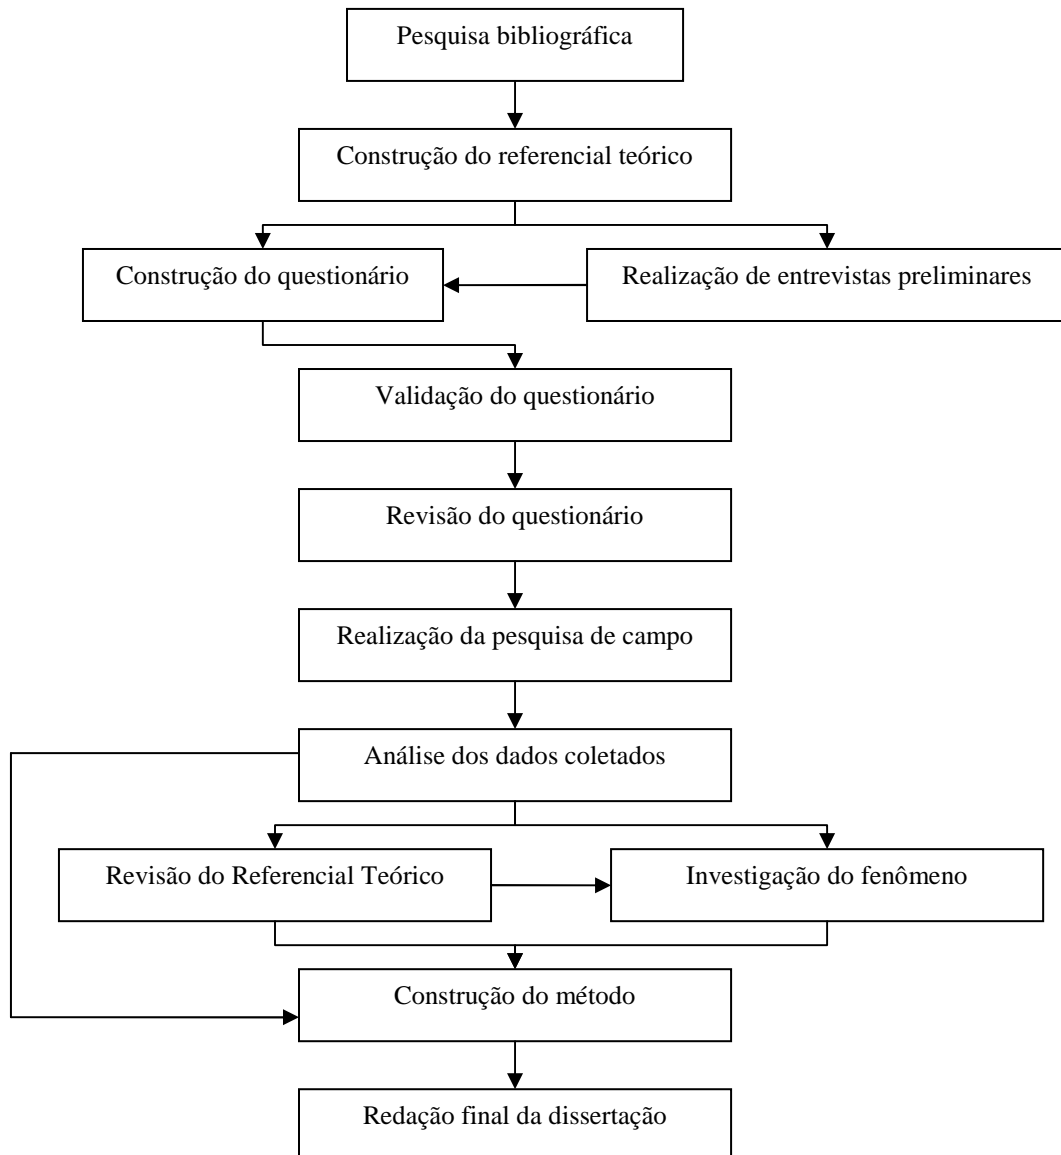 Pesquisa bibliográfica
Construção do referencial teórico
Construção do questionário
Realização de entrevistas preliminares
Validação do questionário
Revisão do questionário
Realização da pesquisa de campo
Análise dos dados coletados
Revisão do Referencial Teórico
Investigação do fenômeno
Construção do método
Redação final da dissertação